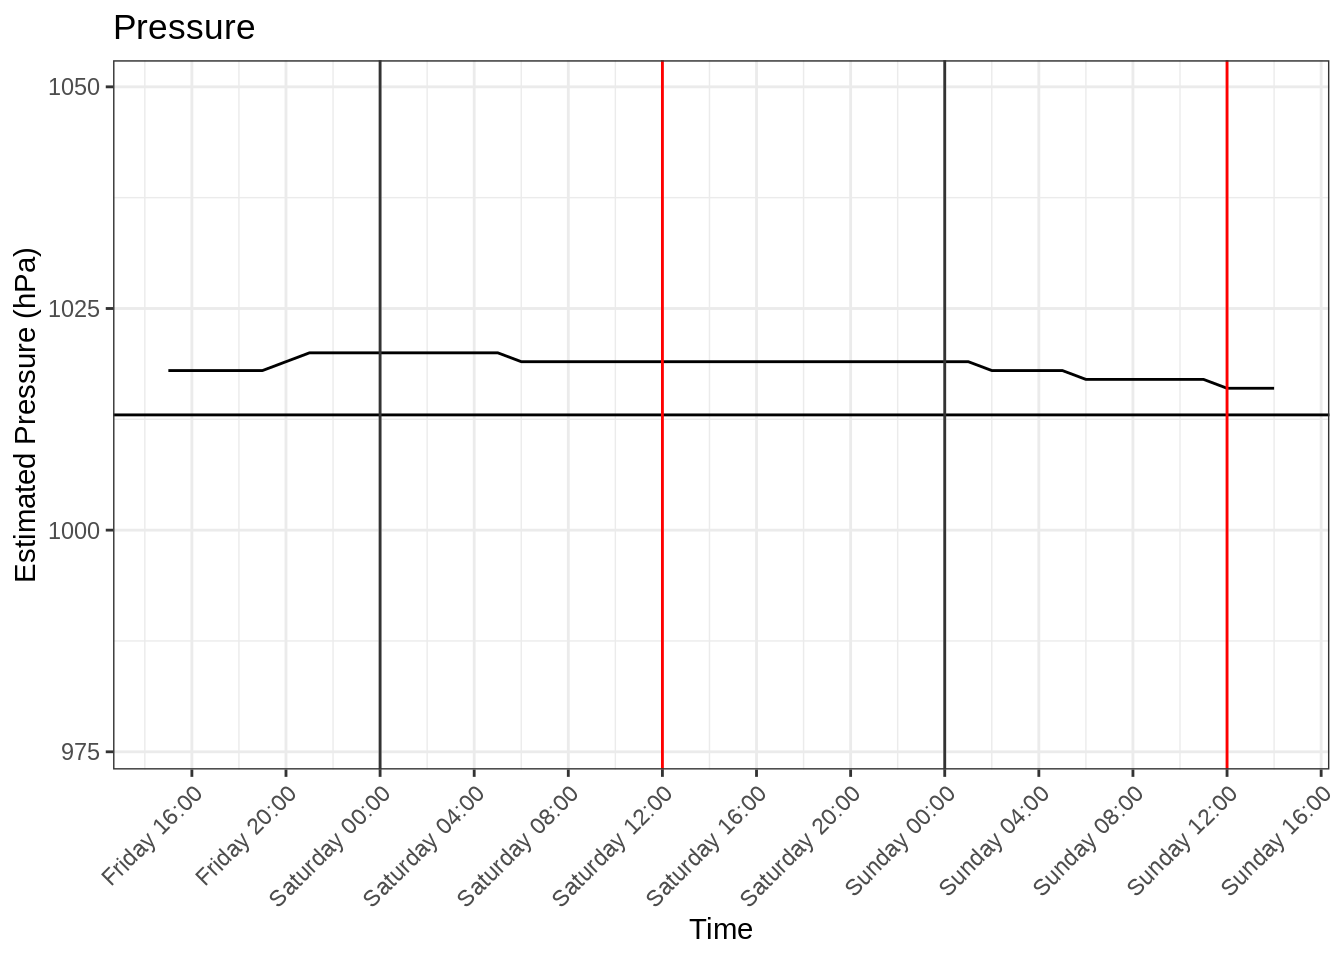 Pressure
Estimated Pressure (hPa)
1050
1025
1000
975
Friday 16:00
Friday 20:00
Saturday 00:00
Saturday 04:00
Saturday 08:00
Saturday 12:00
Saturday 16:00
Saturday 20:00
Sunday 00:00
Sunday 04:00
Sunday 08:00
Sunday 12:00
Sunday 16:00
Time